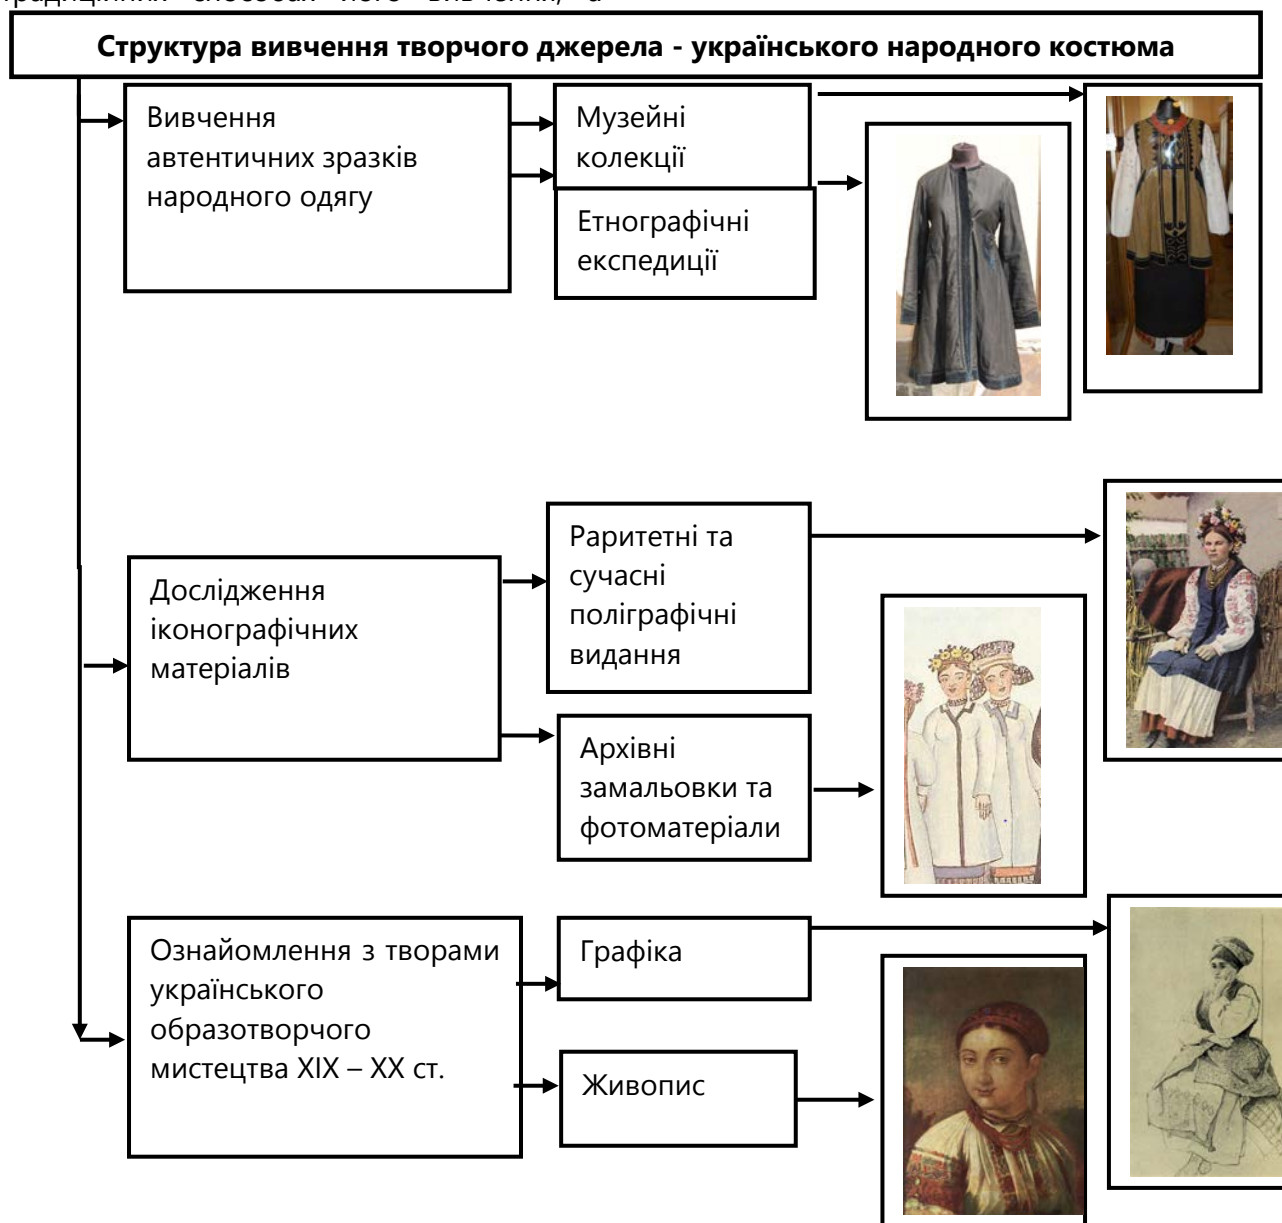 Структура вивчення творчого джерела - українського народного костюма
Вивчення
автентичних зразків
народного одягу
Музейні
колекції
Етнографічні
експедиції
Дослідження
іконографічних
матеріалів
Раритетні та
сучасні
поліграфічні
видання
Архівні
замальовки та
фотоматеріали
Ознайомлення з творами
українського
образотворчого
мистецтва XIX – XX ст.
Графіка
Живопис